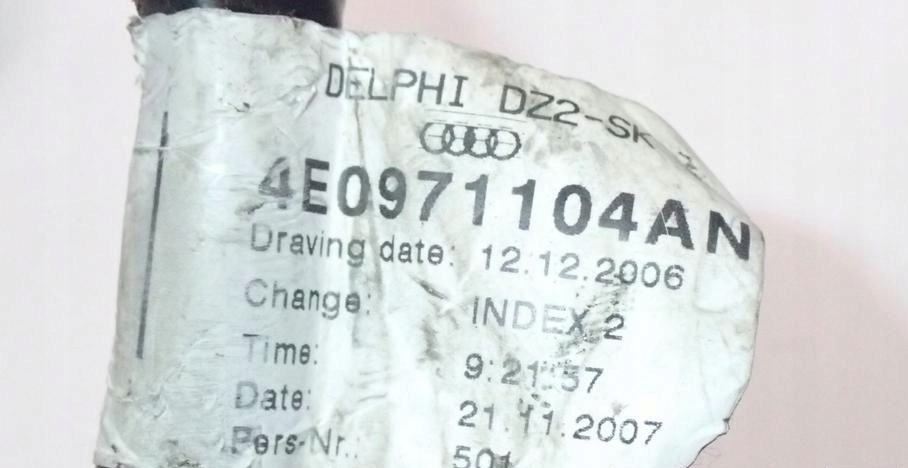 DELPHI DZ2-SK
4E0971104AN
Draving date: 12.12.2006
Change: INDEX 2
Time: 9:21:57
Date: 21.11.2007
Pers-Nr.: 501